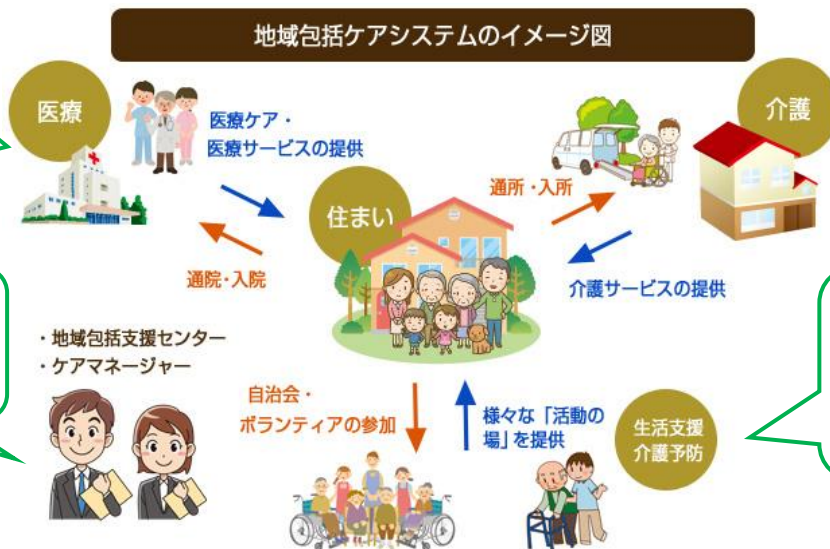 地域包括ケアシステムのイメージ図
医療
医療ケア・
医療サービスの提供
介護
通所・入所
住まい
通院・入院
介護サービスの提供
・地域包括支援センター
・ケアマネージャー
自治会・
ボランティアの参加
様々な「活動の
場」を提供
生活支援
介護予防